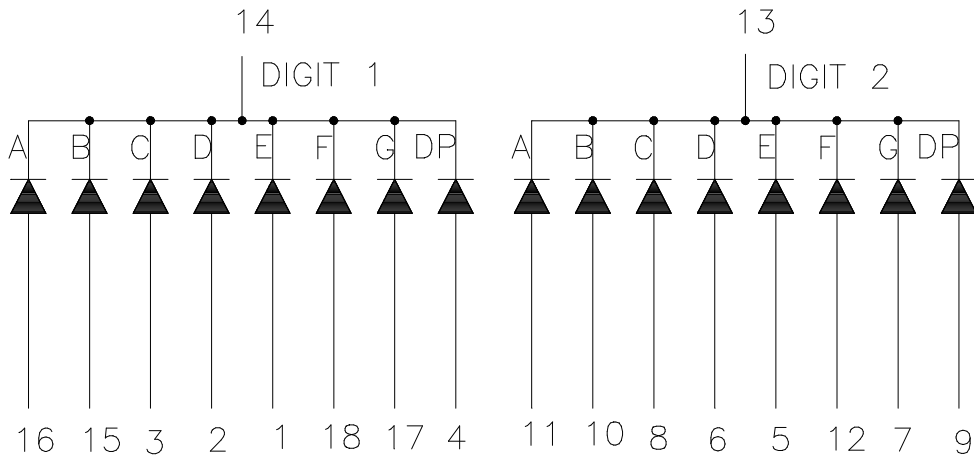 14 13
DIGIT 1 DIGIT 2
A B C D E F G DP A B C D E F G DP
16 15 3 2 1 18 17 4 11 10 8 6 5 12 7 9